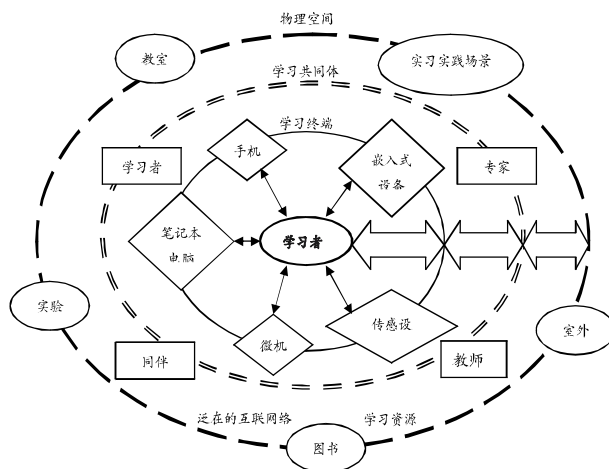 物理空间
教室
实习实践场景
学习共同体
学习终端
手机
嵌入式
设备
学习者
专家
笔记本
电脑
学习者
实验
室外
微机
传感设
同伴
教师
泛在的互联网络
学习资源
图书